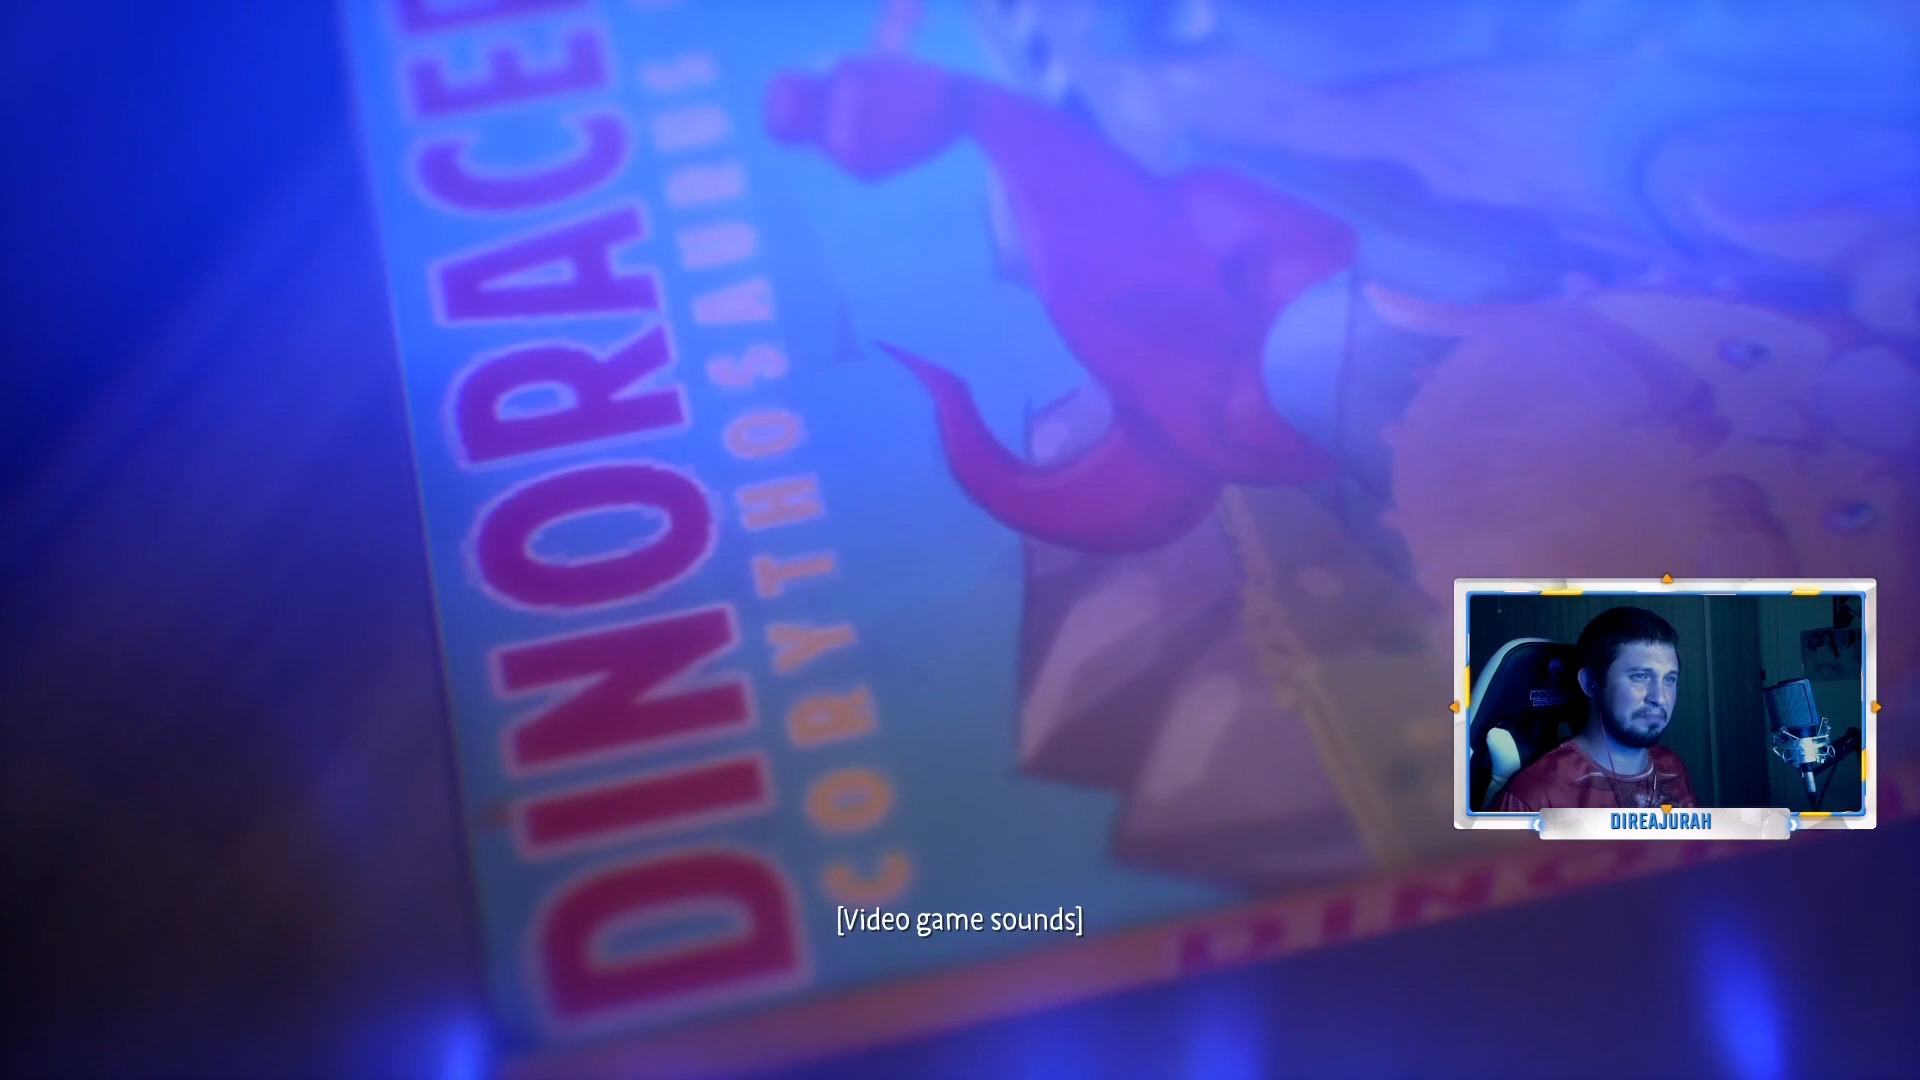 DINORACER
CORYTHOSAURUS
[Video game sounds]
DIREAJURAH